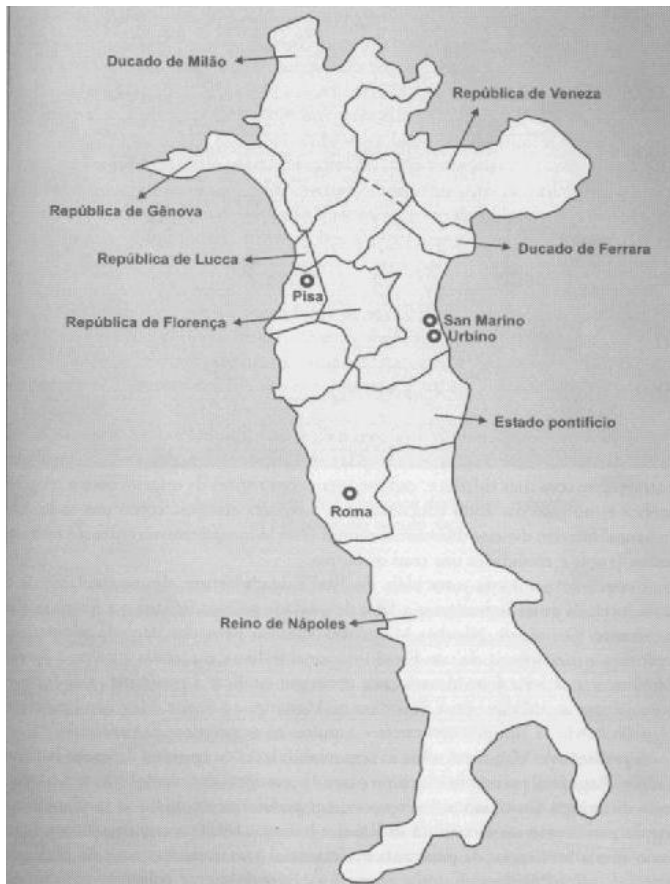 Ducado de Milão
República de Veneza
República de Gênova
República de Lucca
Ducado de Ferrara
Pisa
República de Florença
San Marino
Urbino
Estado pontifício
Roma
Reino de Nápoles